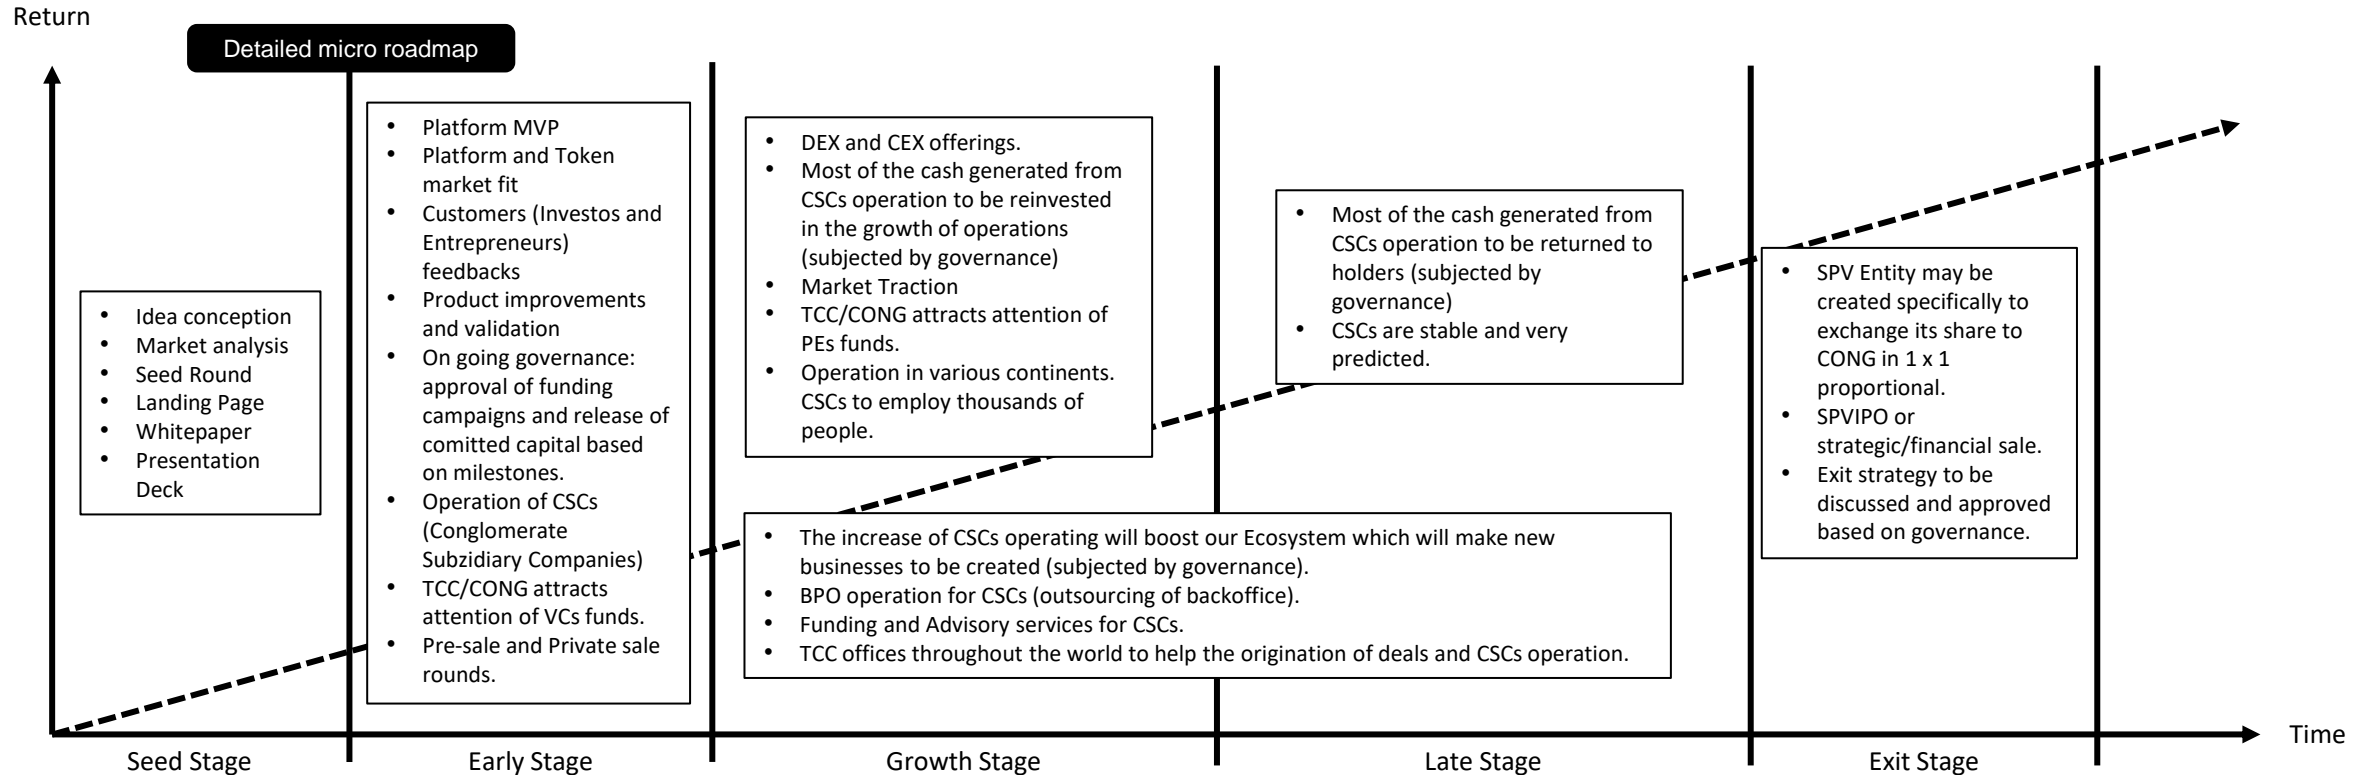 Return
Detailed micro roadmap
• Idea conception
• Market analysis
• Seed Round
• Landing Page
• Whitepaper
• Presentation
Deck
• Platform MVP
• Platform and Token
market fit
• Customers (Investos and
Entrepreneurs)
feedbacks
• Product improvements
and validation
• On going governance:
approval of funding
campaigns and release of
comitted capital based
on milestones.
• Operation of CSCs
(Conglomerate
Subzidiary Companies)
• TCC/CONG attracts
attention of VCs funds.
• Pre-sale and Private sale
rounds.
• DEX and CEX offerings.
• Most of the cash generated from
CSCs operation to be reinvested
in the growth of operations
(subjected by governance)
• Market Traction
• TCC/CONG attracts attention of
PEs funds.
• Operation in various continents.
CSCs to employ thousands of
people.
• The increase of CSCs operating will boost our Ecosystem which will make new
businesses to be created (subjected by governance).
• BPO operation for CSCs (outsourcing of backoffice).
• Funding and Advisory services for CSCs.
• TCC offices throughout the world to help the origination of deals and CSCs operation.
• Most of the cash generated from
CSCs operation to be returned to
holders (subjected by
governance)
• CSCs are stable and very
predicted.
• SPV Entity may be
created specifically to
exchange its share to
CONG in 1 x 1
proportional.
• SPVIPO or
strategic/financial sale.
• Exit strategy to be
discussed and approved
based on governance.
Time
Seed Stage
Early Stage
Growth Stage
Late Stage
Exit Stage